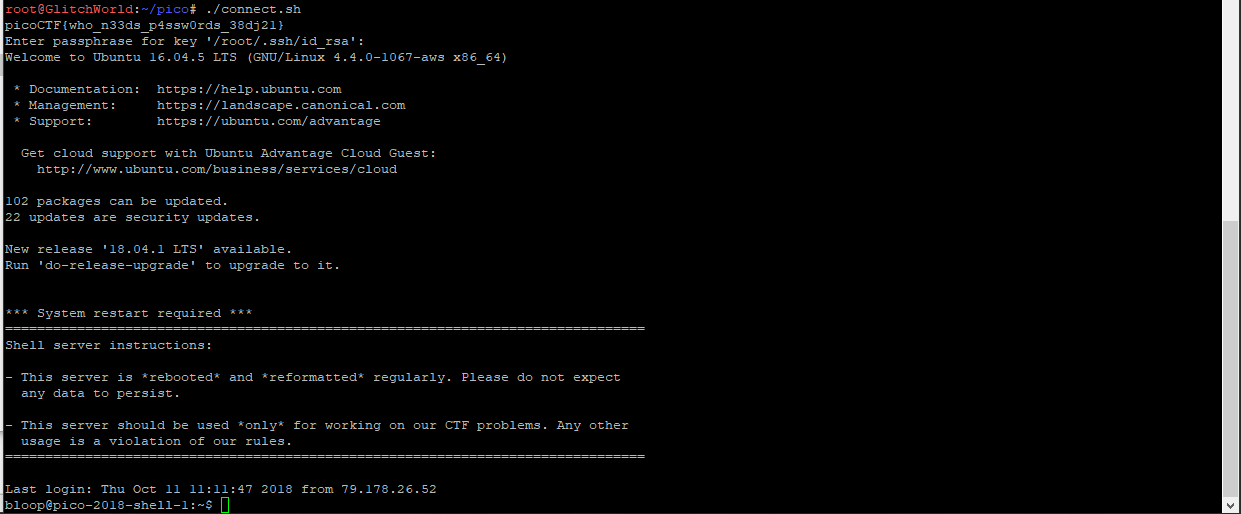 root@GlitchWorld:~/pico# ./connect.sh
picoCTF{who_n33ds_p4ssw0rds_38dj21}
Enter passphrase for key '/root/.ssh/id_rsa':
Welcome to Ubuntu 16.04.5 LTS (GNU/Linux 4.4.0-1067-aws x86_64)
 * Documentation:  https://help.ubuntu.com
 * Management:     https://landscape.canonical.com
 * Support:        https://ubuntu.com/advantage
  Get cloud support with Ubuntu Advantage Cloud Guest:
    http://www.ubuntu.com/business/services/cloud
102 packages can be updated.
22 updates are security updates.
New release '18.04.1 LTS' available.
Run 'do-release-upgrade' to upgrade to it.
*** System restart required ***
================================================================================
Shell server instructions:
- This server is *rebooted* and *reformatted* regularly. Please do not expect
  any data to persist.
- This server should be used *only* for working on our CTF problems. Any other
  usage is a violation of our rules.
================================================================================
Last login: Thu Oct 11 11:11:47 2018 from 79.178.26.52
bloop@pico-2018-shell-1:~$